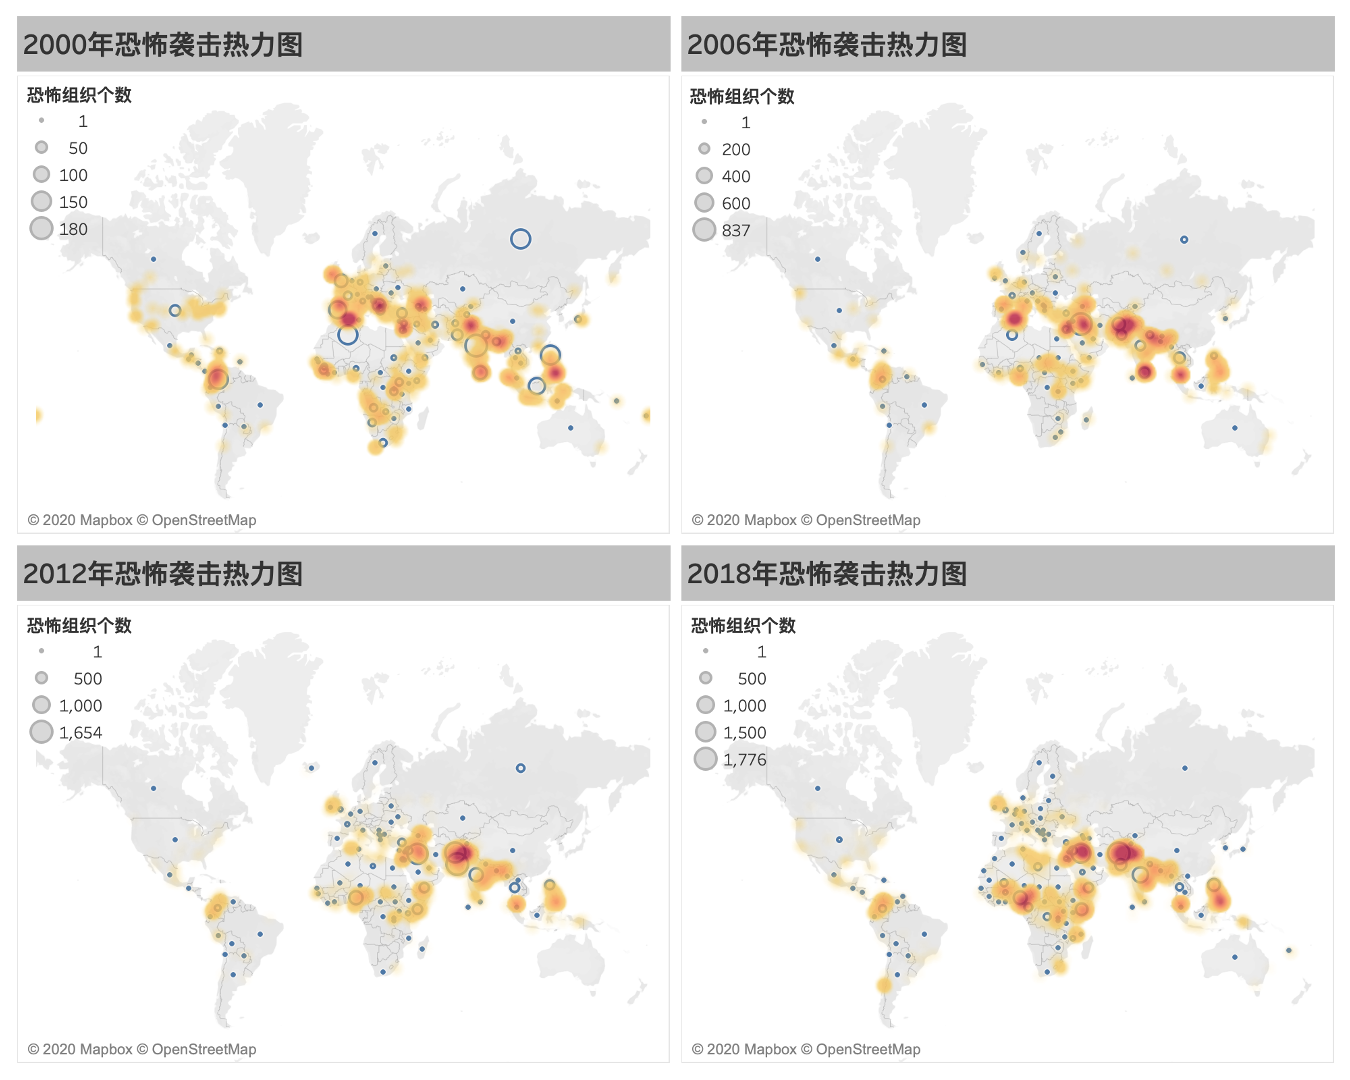 2000年恐怖袭击热力图
恐怖组织个数
1
50
100
150
180
© 2020 Mapbox © OpenStreetMap
2006年恐怖袭击热力图
恐怖组织个数
1
200
400
600
837
© 2020 Mapbox © OpenStreetMap
2012年恐怖袭击热力图
恐怖组织个数
1
500
1,000
1,654
© 2020 Mapbox © OpenStreetMap
2018年恐怖袭击热力图
恐怖组织个数
1
500
1,000
1,500
1,776
© 2020 Mapbox © OpenStreetMap